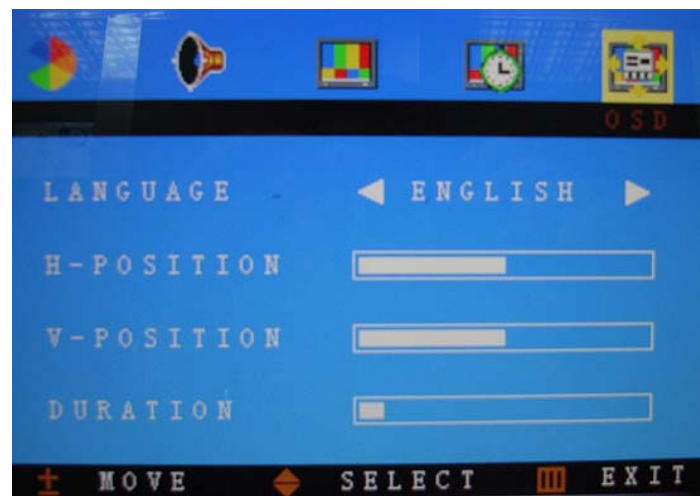 OSD
LANGUAGE ENGLISH
H-POSITION
V-POSITION
DURATION
± MOVE SELECT EXIT